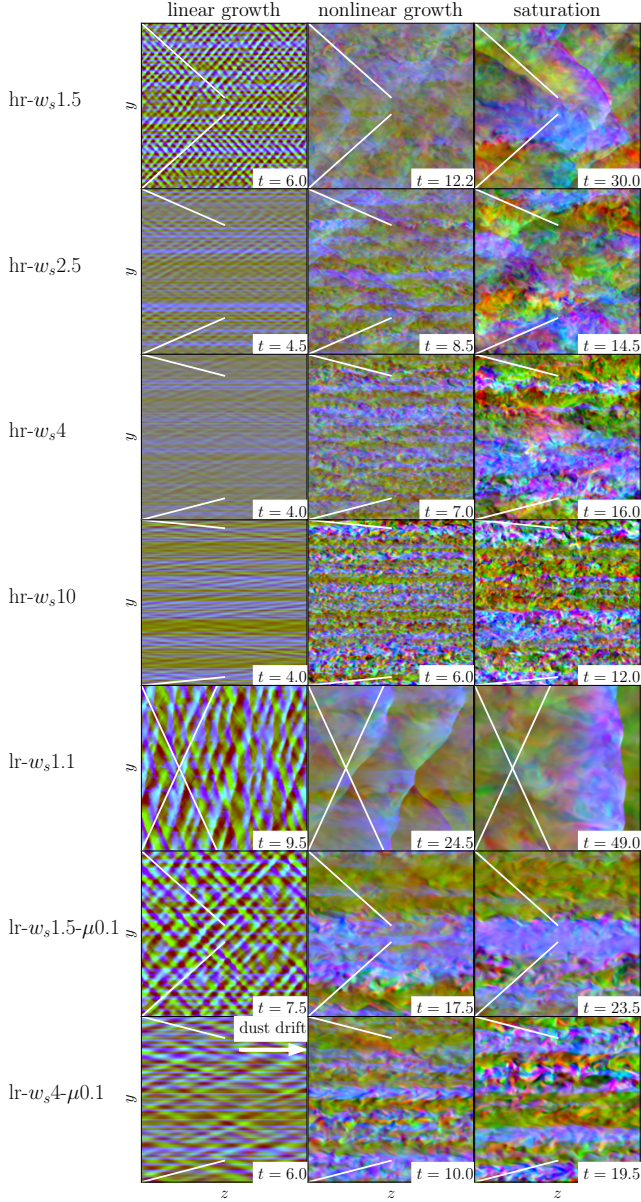 linear growth nonlinear growth saturation
hr-w_s1.5 y t = 6.0 t = 12.2 t = 30.0
hr-w_s2.5 y t = 4.5 t = 8.5 t = 14.5
hr-w_s4 y t = 4.0 t = 7.0 t = 16.0
hr-w_s10 y t = 4.0 t = 6.0 t = 12.0
lr-w_s1.1 y t = 9.5 t = 24.5 t = 49.0
lr-w_s1.5-μ0.1 y t = 7.5 t = 17.5 t = 23.5
dust drift
lr-w_s4-μ0.1 y t = 6.0 t = 10.0 t = 19.5
z z z